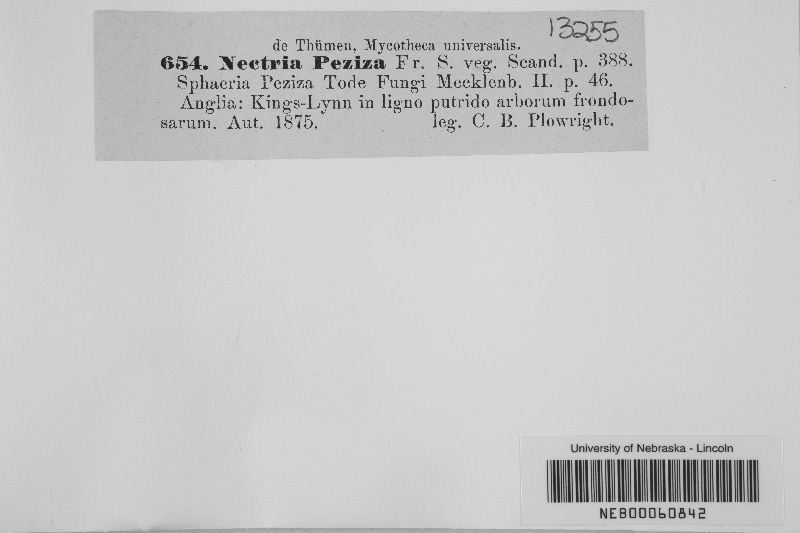 13255
de Thümen, Mycotheca universalis.
654. Nectria Peziza Fr. S. veg. Scand. p. 388.
Sphaeria Peziza Tode Fungi Mecklenb. II. p. 46.
Anglia: Kings-Lynn in ligno putrido arborum frondo-
sarum. Aut. 1875. leg. C. B. Plowright.
University of Nebraska - Lincoln
NEB00060842